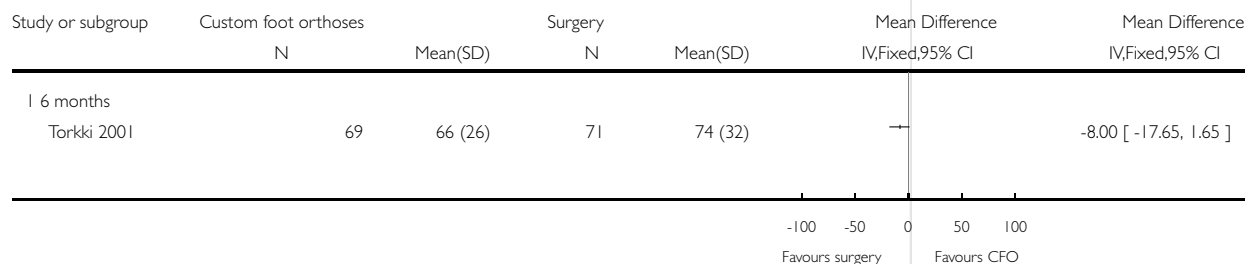 Study or subgroup Custom foot orthoses Surgery Mean Difference Mean Difference
N Mean(SD) N Mean(SD) IV,Fixed,95% CI IV,Fixed,95% CI
1 6 months
Torkki 2001 69 66 (26) 71 74 (32) -8.00 [ -17.65, 1.65 ]
-100 -50 0 50 100
Favours surgery Favours CFO